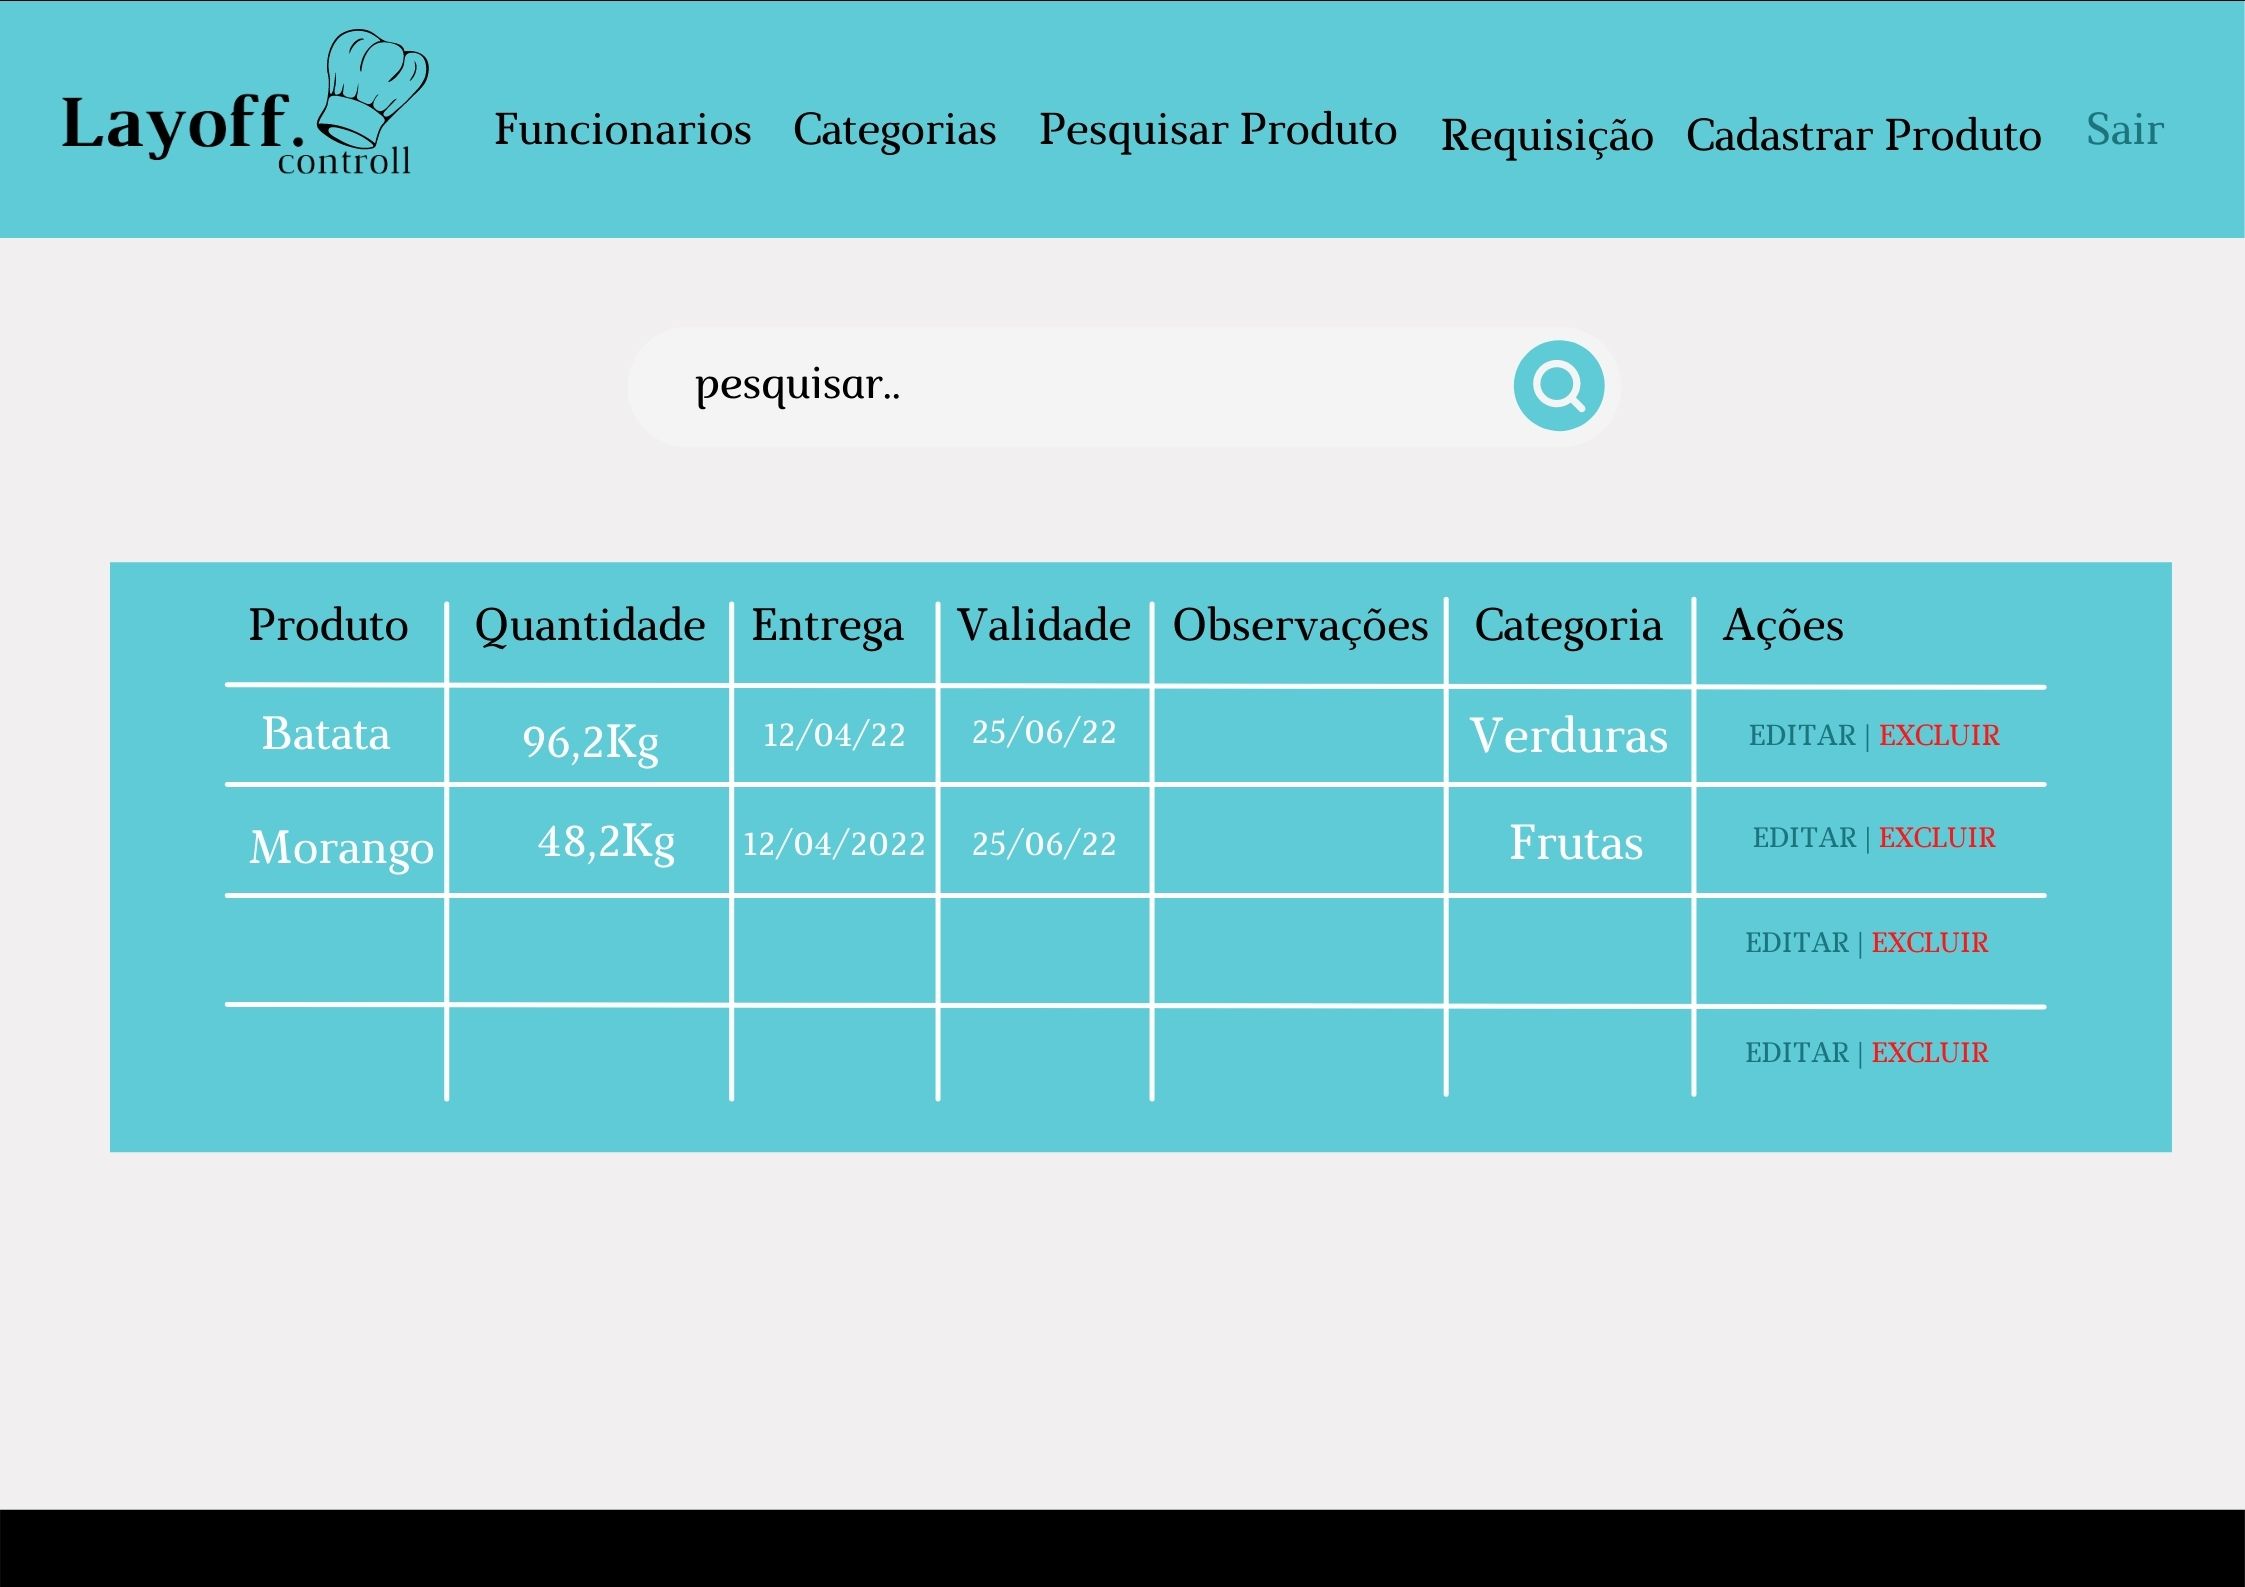 Layoff.
controll
Funcionarios Categorias Pesquisar Produto Requisição Cadastrar Produto Sair
pesquisar..
Produto Quantidade Entrega Validade Observações Categoria Ações
Batata 96,2Kg 12/04/22 25/06/22 Verduras EDITAR | EXCLUIR
Morango 48,2Kg 12/04/2022 25/06/22 Frutas EDITAR | EXCLUIR
EDITAR | EXCLUIR
EDITAR | EXCLUIR